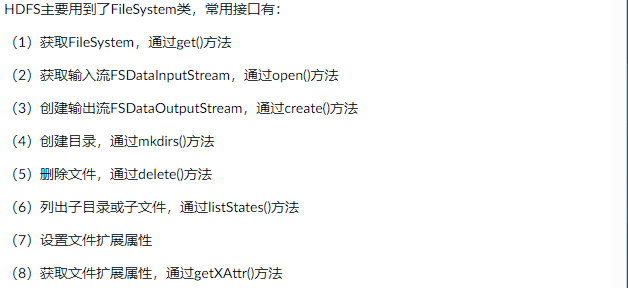 HDFS主要用到了FileSystem类，常用接口有：
（1）获取FileSystem，通过get()方法
（2）获取输入流FSDataInputStream，通过open()方法
（3）创建输出流FSDataOutputStream，通过create()方法
（4）创建目录，通过mkdirs()方法
（5）删除文件，通过delete()方法
（6）列出子目录或子文件，通过listStates()方法
（7）设置文件扩展属性
（8）获取文件扩展属性，通过getXAttr()方法